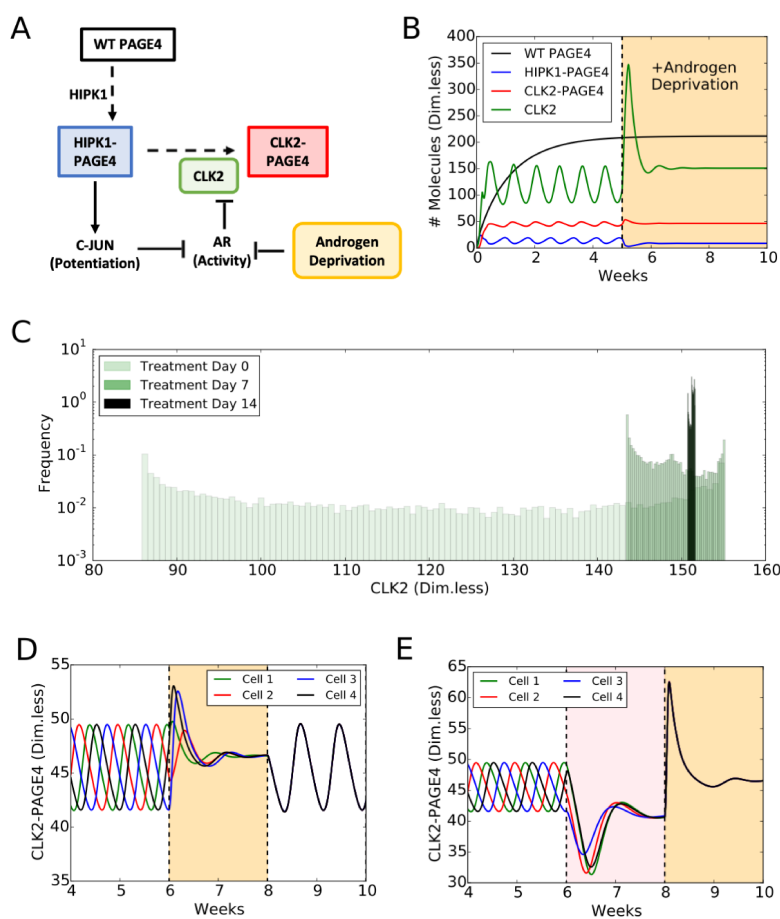 A
WT PAGE4
HIPK1
HIPK1-
PAGE4
CLK2-
PAGE4
CLK2
C-JUN
(Potentiation)
AR
(Activity)
Androgen
Deprivation
B
400
350
300
250
200
150
100
50
0
# Molecules (Dim.less)
WT PAGE4
HIPK1-PAGE4
CLK2-PAGE4
CLK2
+Androgen
Deprivation
0 2 4 6 8 10
Weeks
C
10^1
10^0
10^-1
10^-2
10^-3
Frequency
Treatment Day 0
Treatment Day 7
Treatment Day 14
80 90 100 110 120 130 140 150 160
CLK2 (Dim.less)
D
55
50
45
40
35
CLK2-PAGE4 (Dim.less)
Cell 1 Cell 3
Cell 2 Cell 4
4 5 6 7 8 9 10
Weeks
E
65
60
55
50
45
40
35
30
CLK2-PAGE4 (Dim.less)
Cell 1 Cell 3
Cell 2 Cell 4
4 5 6 7 8 9 10
Weeks